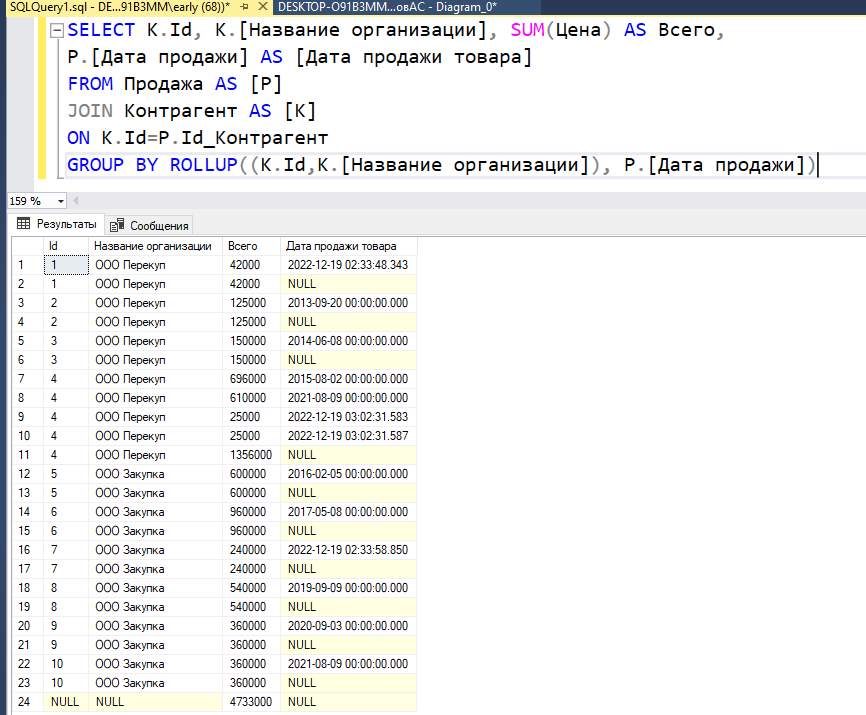 SQLQuery1.sql - DE...91B3MM\early (68))* DESKTOP-O91B3MM...овАС - Diagram_0*
SELECT K.Id, K.[Название организации], SUM(Цена) AS Всего,
P.[Дата продажи] AS [Дата продажи товара]
FROM Продажа AS [P]
JOIN Контрагент AS [K]
ON K.Id=P.Id_Контрагент
GROUP BY ROLLUP((K.Id,K.[Название организации]), P.[Дата продажи])
159 %
Результаты Сообщения
Id Название организации Всего Дата продажи товара
1 1 ООО Перекуп 42000 2022-12-19 02:33:48.343
2 1 ООО Перекуп 42000 NULL
3 2 ООО Перекуп 125000 2013-09-20 00:00:00.000
4 2 ООО Перекуп 125000 NULL
5 3 ООО Перекуп 150000 2014-06-08 00:00:00.000
6 3 ООО Перекуп 150000 NULL
7 4 ООО Перекуп 696000 2015-08-02 00:00:00.000
8 4 ООО Перекуп 610000 2021-08-09 00:00:00.000
9 4 ООО Перекуп 25000 2022-12-19 03:02:31.583
10 4 ООО Перекуп 25000 2022-12-19 03:02:31.587
11 4 ООО Перекуп 1356000 NULL
12 5 ООО Закупка 600000 2016-02-05 00:00:00.000
13 5 ООО Закупка 600000 NULL
14 6 ООО Закупка 960000 2017-05-08 00:00:00.000
15 6 ООО Закупка 960000 NULL
16 7 ООО Закупка 240000 2022-12-19 02:33:58.850
17 7 ООО Закупка 240000 NULL
18 8 ООО Закупка 540000 2019-09-09 00:00:00.000
19 8 ООО Закупка 540000 NULL
20 9 ООО Закупка 360000 2020-09-03 00:00:00.000
21 9 ООО Закупка 360000 NULL
22 10 ООО Закупка 360000 2021-08-09 00:00:00.000
23 10 ООО Закупка 360000 NULL
24 NULL NULL 4733000 NULL